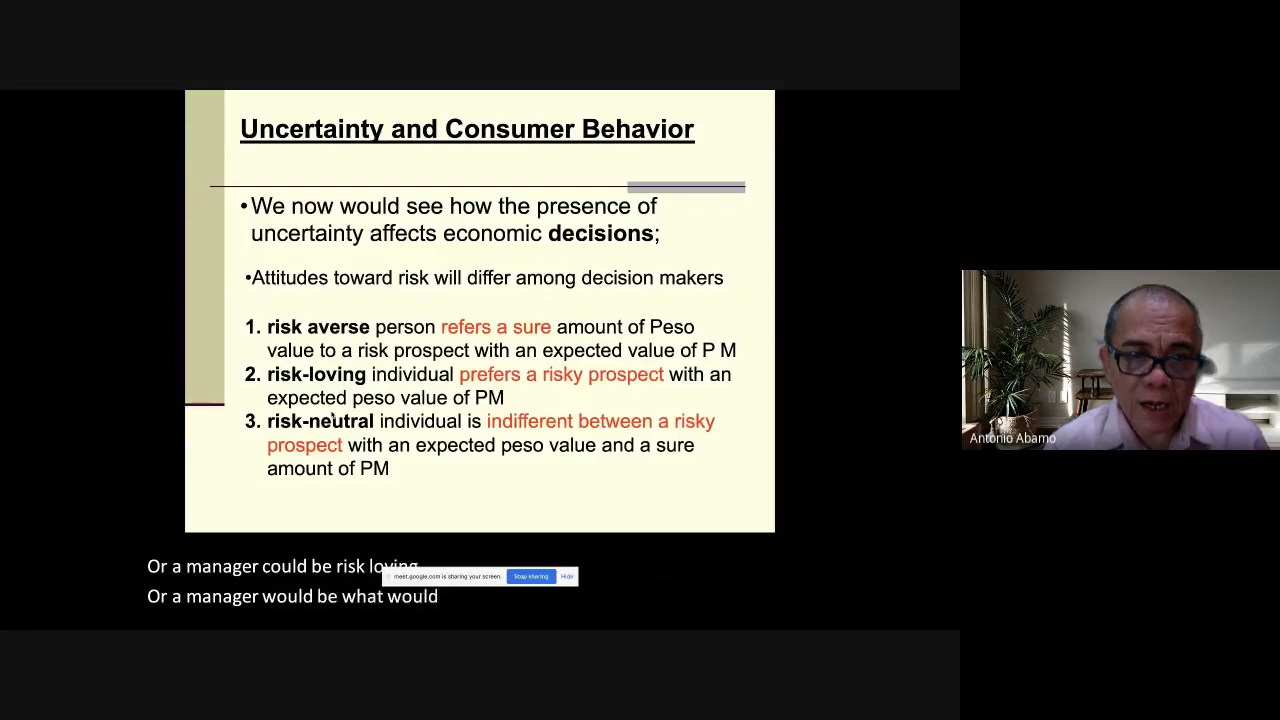 Uncertainty and Consumer Behavior
•We now would see how the presence of
uncertainty affects economic decisions;
•Attitudes toward risk will differ among decision makers
1. risk averse person refers a sure amount of Peso
value to a risk prospect with an expected value of P M
2. risk-loving individual prefers a risky prospect with an
expected peso value of PM
3. risk-neutral individual is indifferent between a risky
prospect with an expected peso value and a sure
amount of PM
Antonio Abamo
Or a manager could be risk loving
meet.google.com is sharing your screen. Stop sharing Hide
Or a manager would be what would